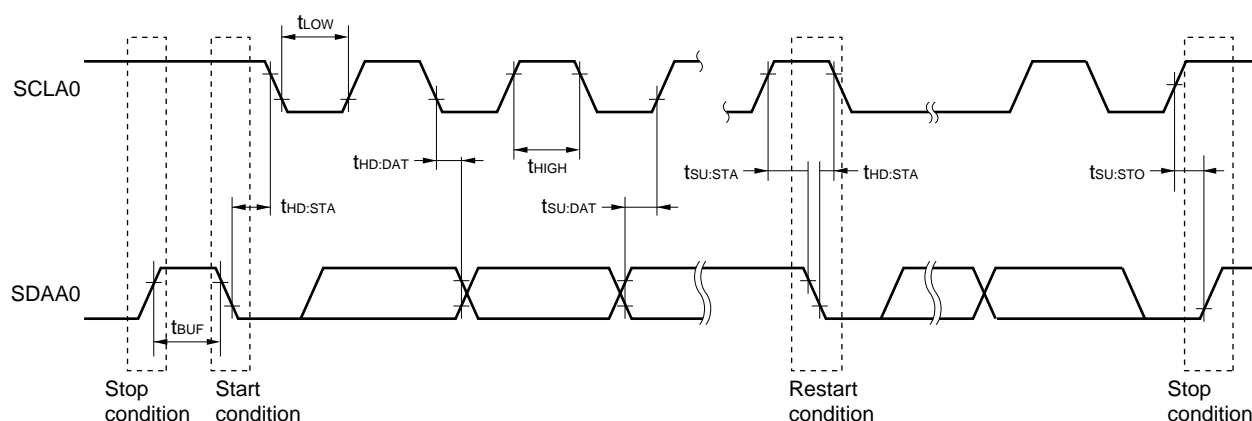 tLOW
SCLA0
tHD:DAT
tHIGH
tSU:STA
tHD:STA
tSU:STO
tHD:STA
tSU:DAT
SDAA0
tBUF
Stop
condition
Start
condition
Restart
condition
Stop
condition